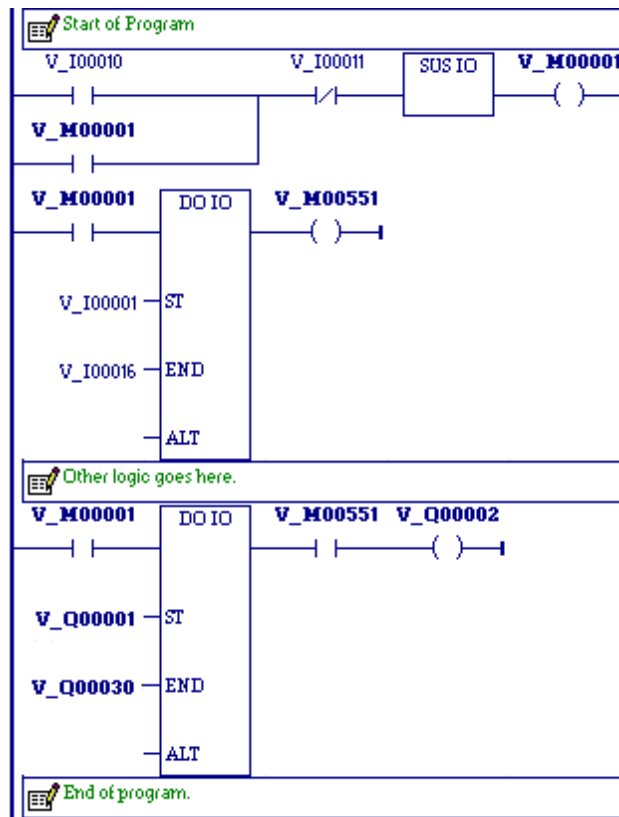 Start of Program
V_I00010 V_I00011 SUS IO V_M00001
V_M00001
V_M00001 DO IO V_M00551
V_I00001 ST
V_I00016 END
ALT
Other logic goes here.
V_M00001 DO IO V_M00551 V_Q00002
V_Q00001 ST
V_Q00030 END
ALT
End of program.